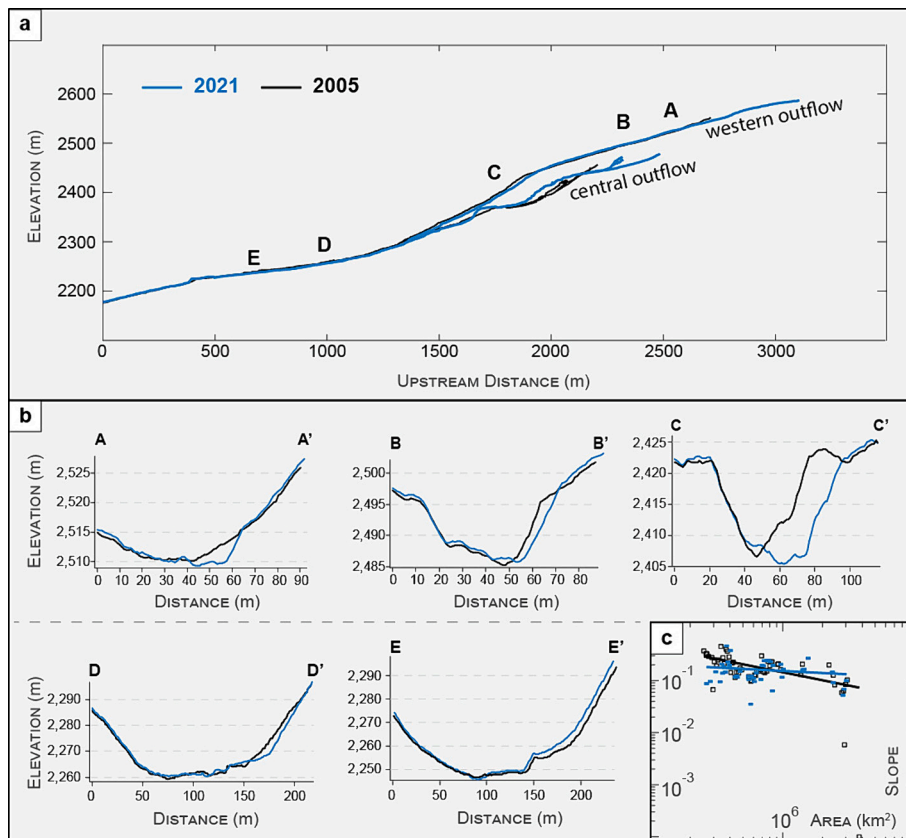 a
2021 2005
2600
2500
2400
2300
2200
ELEVATION (m)
A
B
C
D
E
western outflow
central outflow
0 500 1000 1500 2000 2500 3000
UPSTREAM DISTANCE (m)
b
A A'
2,525
2,520
2,515
2,510
ELEVATION (m)
0 10 20 30 40 50 60 70 80 90
DISTANCE (m)
B B'
2,500
2,495
2,490
2,485
0 10 20 30 40 50 60 70 80
DISTANCE (m)
C C'
2,425
2,420
2,415
2,410
2,405
0 20 40 60 80 100
DISTANCE (m)
D D'
2,290
2,280
2,270
2,260
ELEVATION (m)
0 50 100 150 200
DISTANCE (m)
E E'
2,290
2,280
2,270
2,260
2,250
0 50 100 150 200
DISTANCE (m)
c
10⁻¹
10⁻²
10⁻³
SLOPE
10⁶
AREA (km²)